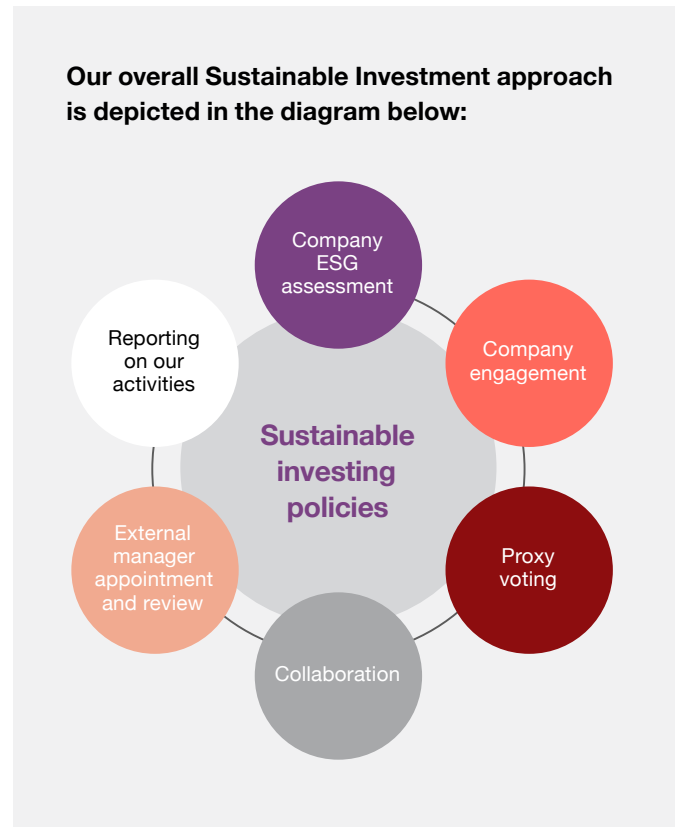 Our overall Sustainable Investment approach
is depicted in the diagram below:
Company
ESG
assessment
Company
engagement
Proxy
voting
Collaboration
External
manager
appointment
and review
Reporting
on our
activities
Sustainable
investing
policies